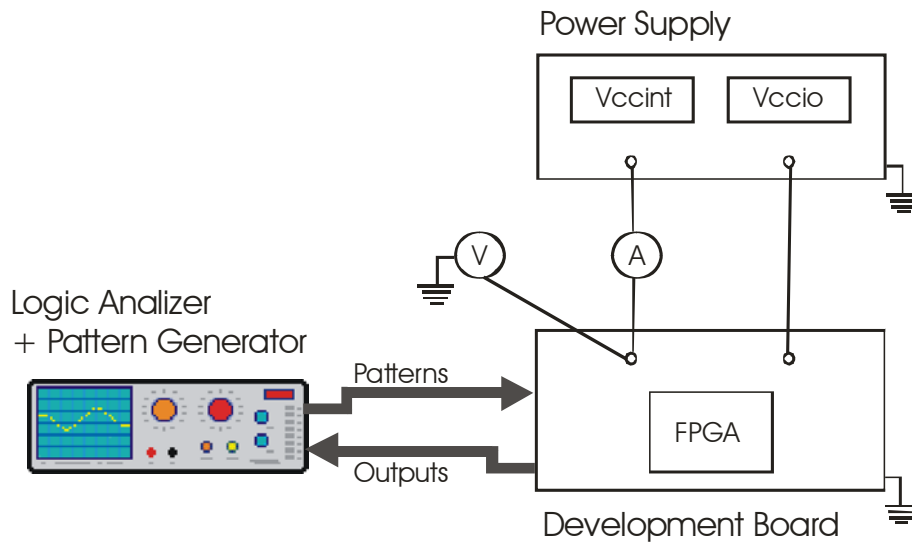 Power Supply
Vccint
Vccio
V
A
Logic Analizer
+ Pattern Generator
Patterns
FPGA
Outputs
Development Board